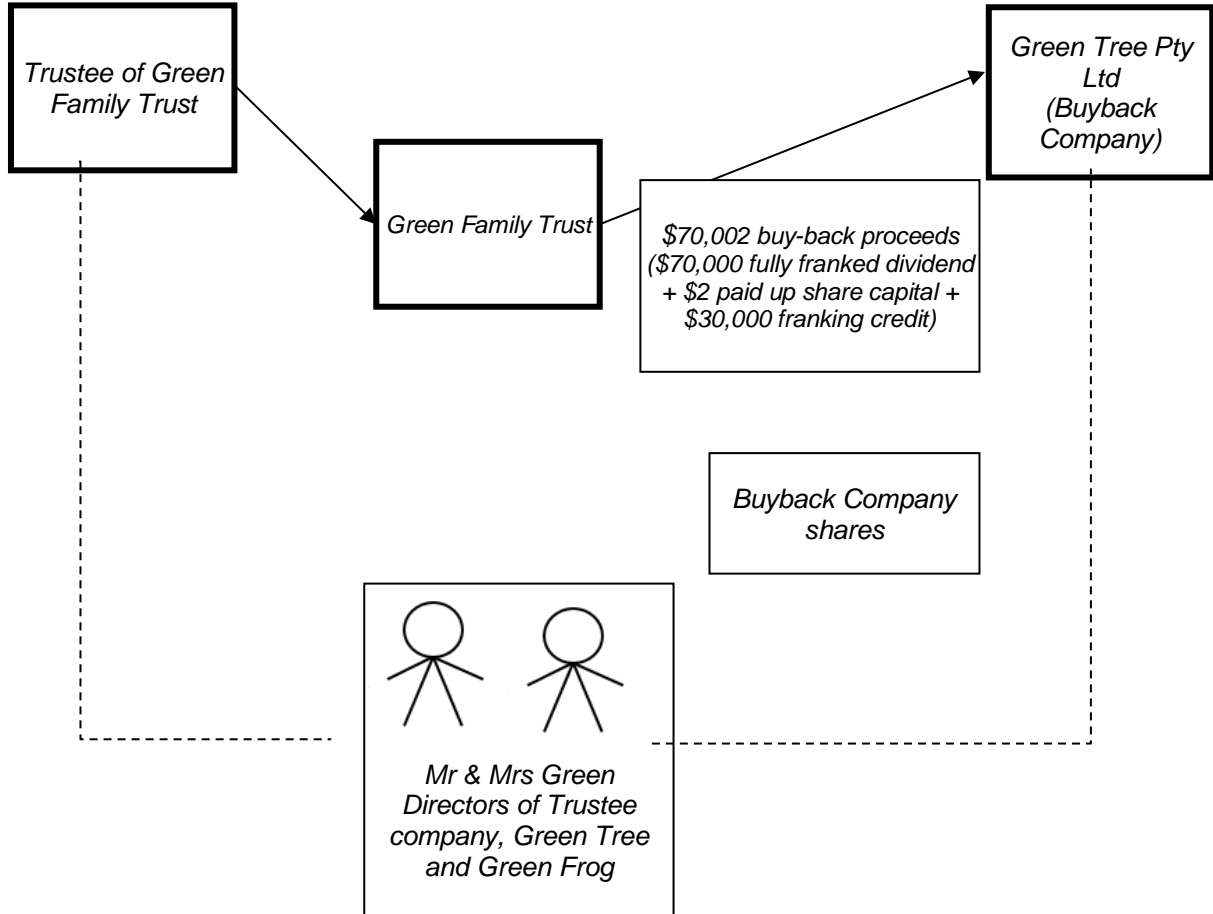 Trustee of Green
Family Trust
Green Tree Pty
Ltd
(Buyback
Company)
Green Family Trust
$70,002 buy-back proceeds
($70,000 fully franked dividend
+ $2 paid up share capital +
$30,000 franking credit)
Buyback Company
shares
Mr & Mrs Green
Directors of Trustee
company, Green Tree
and Green Frog